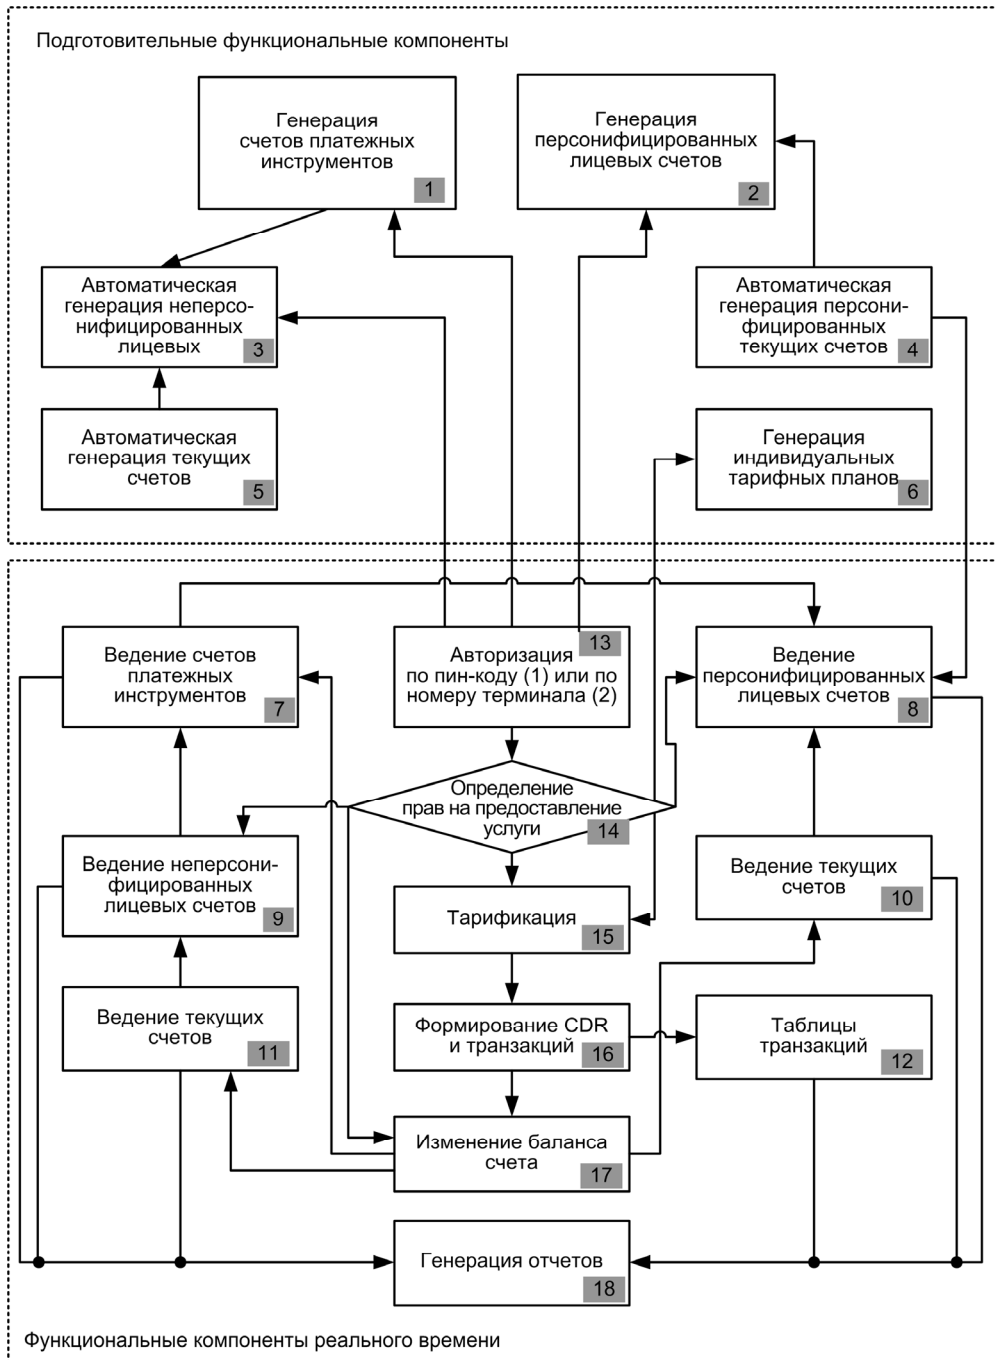 Подготовительные функциональные компоненты
Генерация
счетов платежных
инструментов
1
Генерация
персонифицированных
лицевых счетов
2
Автоматическая
генерация неперсо-
нифицированных
лицевых
3
Автоматическая
генерация персони-
фицированных
текущих счетов
4
Автоматическая
генерация текущих
счетов
5
Генерация
индивидуальных
тарифных планов
6
Ведение счетов
платежных
инструментов
7
13
Авторизация
по пин-коду (1) или по
номеру терминала (2)
Ведение
персонифицированных
лицевых счетов
8
Определение
прав на предоставление
услуги
14
Ведение неперсони-
фицированных
лицевых счетов
9
Тарификация
15
Ведение текущих
счетов
10
Ведение текущих
счетов
11
Формирование CDR
и транзакций
16
Таблицы
транзакций
12
Изменение баланса
счета
17
Генерация отчетов
18
Функциональные компоненты реального времени